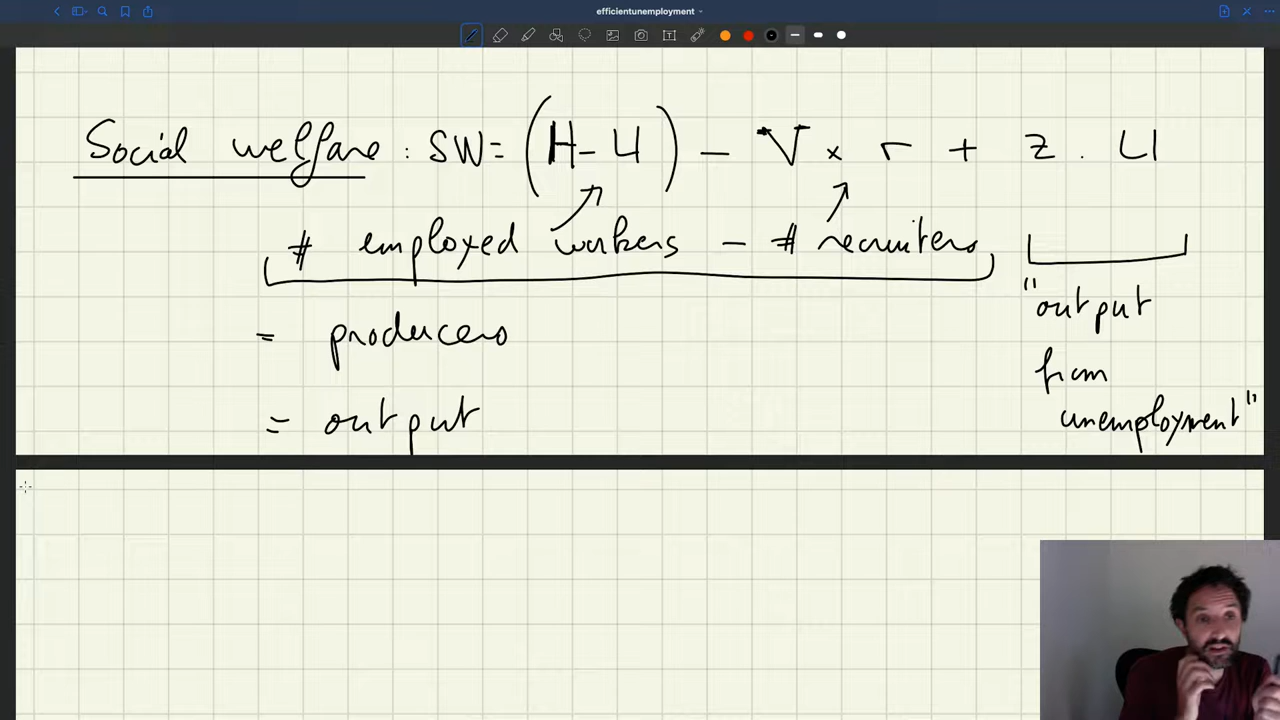 efficientunemployment
Social welfare : SW = (H - U) - V x r + z . U
# employed workers - # recruiters
= producers
= output
"output
from
unemployment"